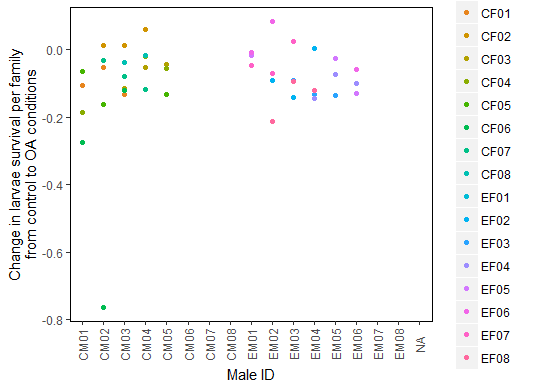 Change in larvae survival per family
from control to OA conditions
0.0
-0.2
-0.4
-0.6
-0.8
CM01
CM02
CM03
CM04
CM05
CM06
CM07
CM08
EM01
EM02
EM03
EM04
EM05
EM06
EM07
EM08
NA
Male ID
CF01
CF02
CF03
CF04
CF05
CF06
CF07
CF08
EF01
EF02
EF03
EF04
EF05
EF06
EF07
EF08